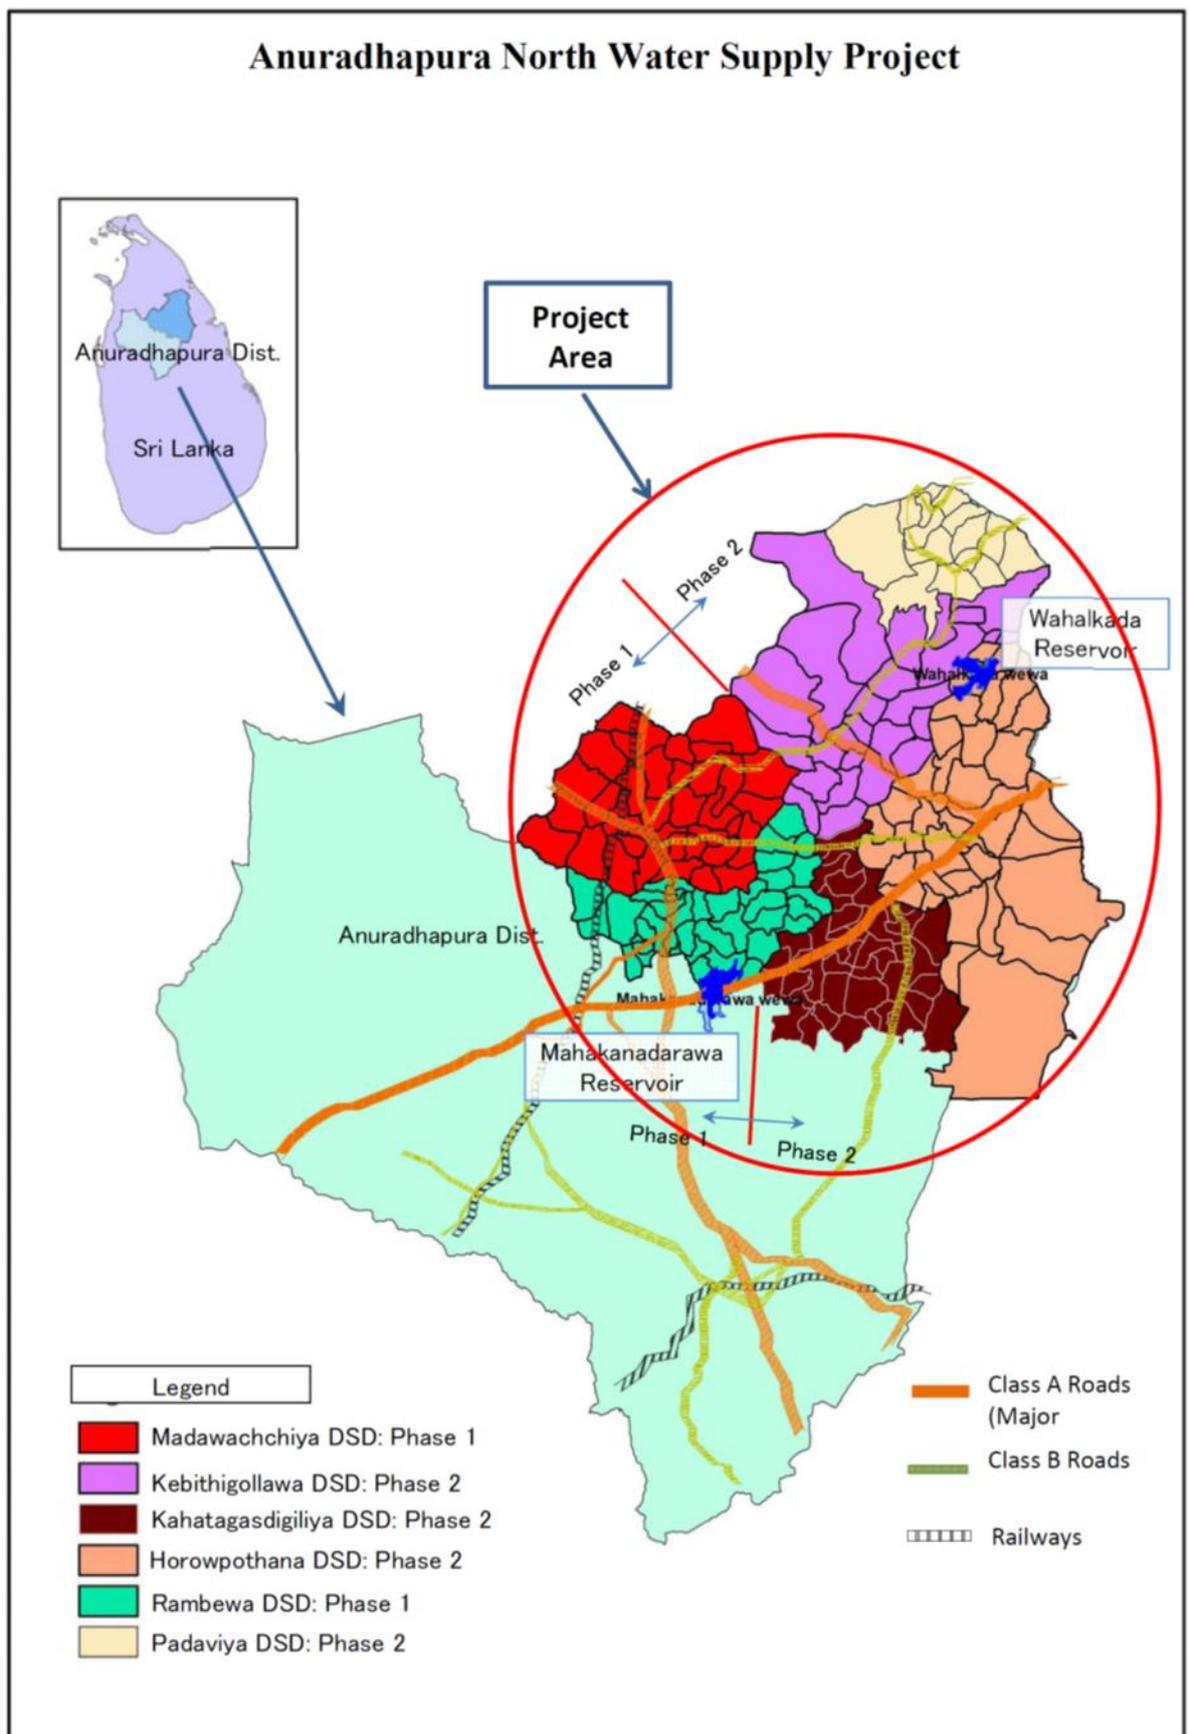 Anuradhapura North Water Supply Project
Anuradhapura Dist.
Sri Lanka
Project
Area
Phase 2
Phase 1
Wahalkada
Reservoir
wewa
Anuradhapura Dist.
Mahakanadarawa
Reservoir
Phase 1
Phase 2
Legend
Madawachchiya DSD: Phase 1
Kebithigollawa DSD: Phase 2
Kahatagasdigiliya DSD: Phase 2
Horowpothana DSD: Phase 2
Rambewa DSD: Phase 1
Padaviya DSD: Phase 2
Class A Roads
(Major
Class B Roads
Railways